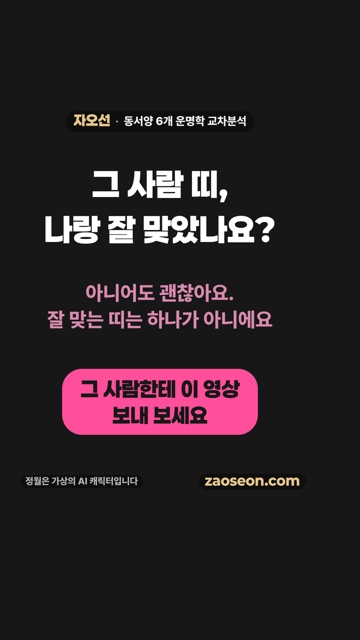 자오선 · 동서양 6개 운명학 교차분석
그 사람 띠,
나랑 잘 맞았나요?
아니어도 괜찮아요.
잘 맞는 띠는 하나가 아니에요
그 사람한테 이 영상
보내 보세요
정월은 가상의 AI 캐릭터입니다
zaoseon.com